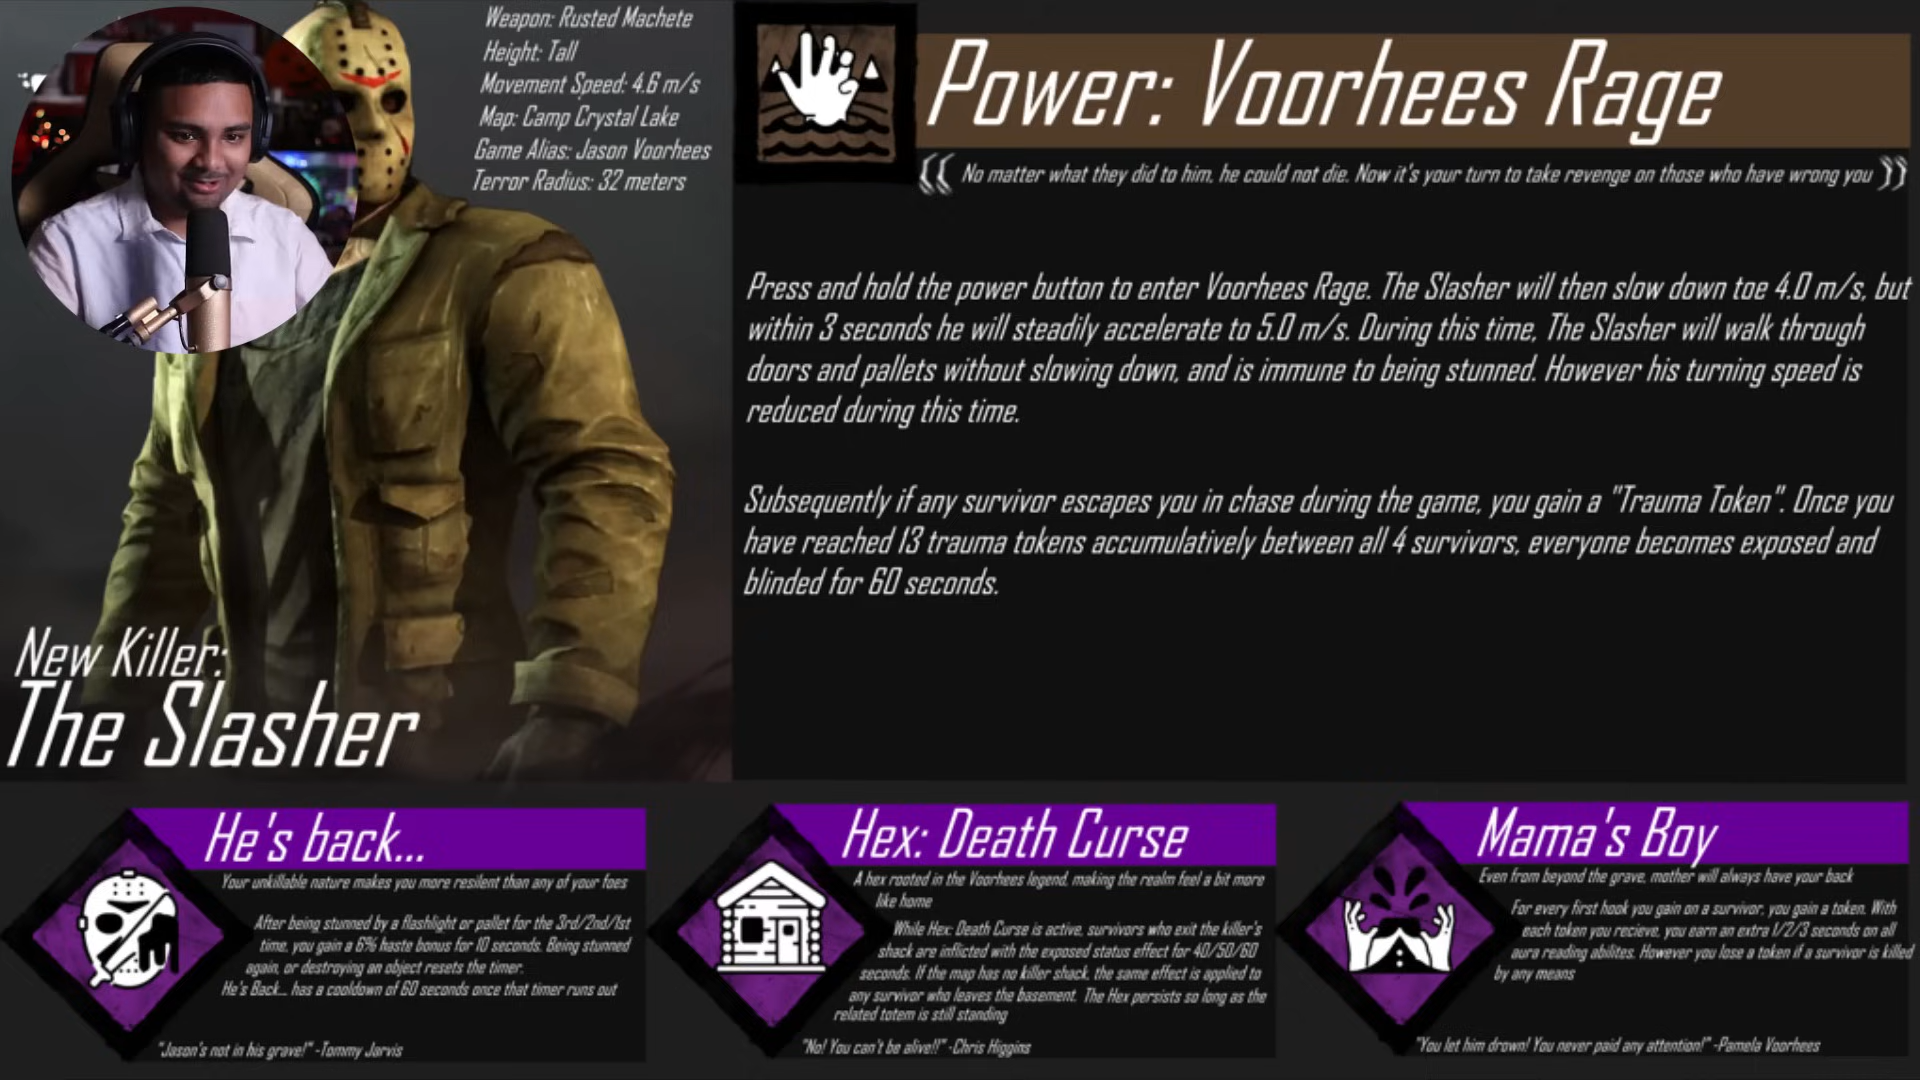 Weapon: Rusted Machete
Height: Tall
Movement Speed: 4.6 m/s
Map: Camp Crystal Lake
Game Alias: Jason Voorhees
Terror Radius: 32 meters
New Killer:
The Slasher
Power: Voorhees Rage
No matter what they did to him, he could not die. Now it's your turn to take revenge on those who have wrong you
Press and hold the power button to enter Voorhees Rage. The Slasher will then slow down toe 4.0 m/s, but
within 3 seconds he will steadily accelerate to 5.0 m/s. During this time, The Slasher will walk through
doors and pallets without slowing down, and is immune to being stunned. However his turning speed is
reduced during this time.
Subsequently if any survivor escapes you in chase during the game, you gain a "Trauma Token". Once you
have reached 13 trauma tokens accumulatively between all 4 survivors, everyone becomes exposed and
blinded for 60 seconds.
He's back...
Your unkillable nature makes you more resilent than any of your foes
After being stunned by a flashlight or pallet for the 3rd/2nd/1st
time, you gain a 6% haste bonus for 10 seconds. Being stunned
again, or destroying an object resets the timer.
He's Back... has a cooldown of 60 seconds once that timer runs out
"Jason's not in his grave!" -Tommy Jarvis
Hex: Death Curse
A hex rooted in the Voorhees legend, making the realm feel a bit more
like home
While Hex: Death Curse is active, survivors who exit the killer's
shack are inflicted with the exposed status effect for 40/50/60
seconds. If the map has no killer shack, the same effect is applied to
any survivor who leaves the basement. The Hex persists so long as the
related totem is still standing
"No! You can't be alive!!" -Chris Higgins
Mama's Boy
Even from beyond the grave, mother will always have your back
For every first hook you gain on a survivor, you gain a token. With
each token you recieve, you earn an extra 1/2/3 seconds on all
aura reading abilites. However you lose a token if a survivor is killed
by any means
"You let him drown! You never paid any attention!" -Pamela Voorhees